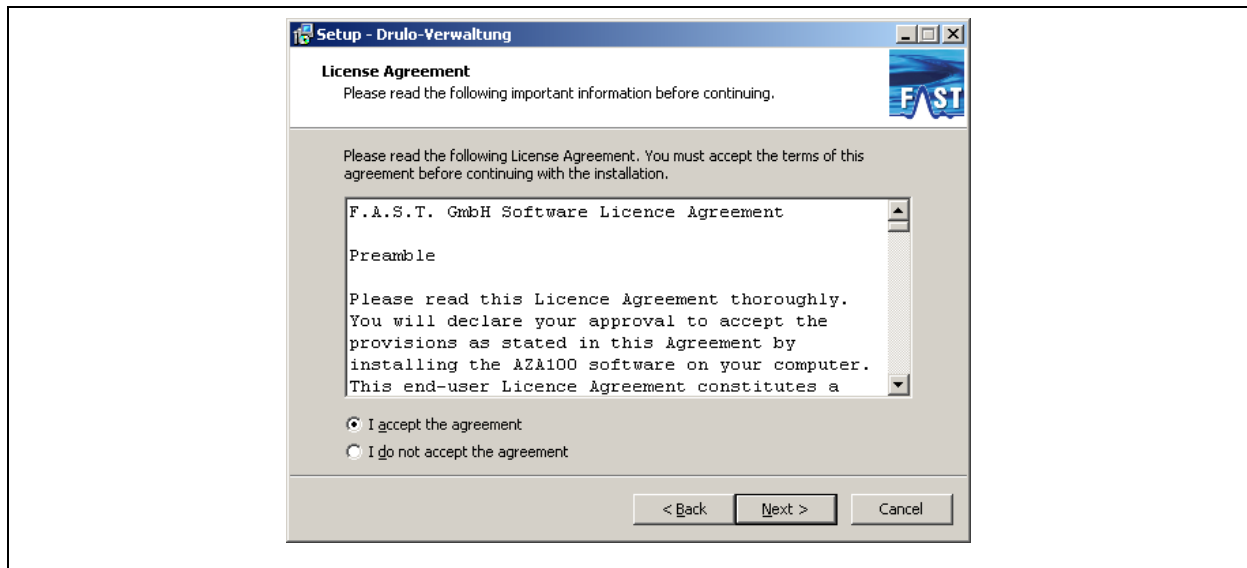 Setup - Drulo-Verwaltung
License Agreement
Please read the following important information before continuing.
FAST
Please read the following License Agreement. You must accept the terms of this
agreement before continuing with the installation.
F.A.S.T. GmbH Software Licence Agreement
Preamble
Please read this Licence Agreement thoroughly.
You will declare your approval to accept the
provisions as stated in this Agreement by
installing the AZA100 software on your computer.
This end-user Licence Agreement constitutes a
I accept the agreement
I do not accept the agreement
< Back
Next >
Cancel